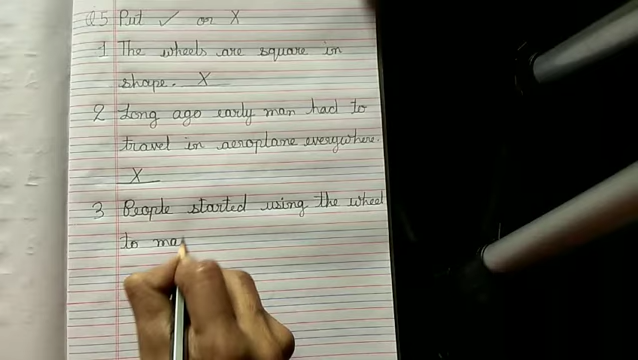 Q5 Put ✓ or X
1 The wheels are square in
shape. X
2 Long ago early man had to
travel in aeroplane everywhere.
X
3 People started using the wheel
to ma